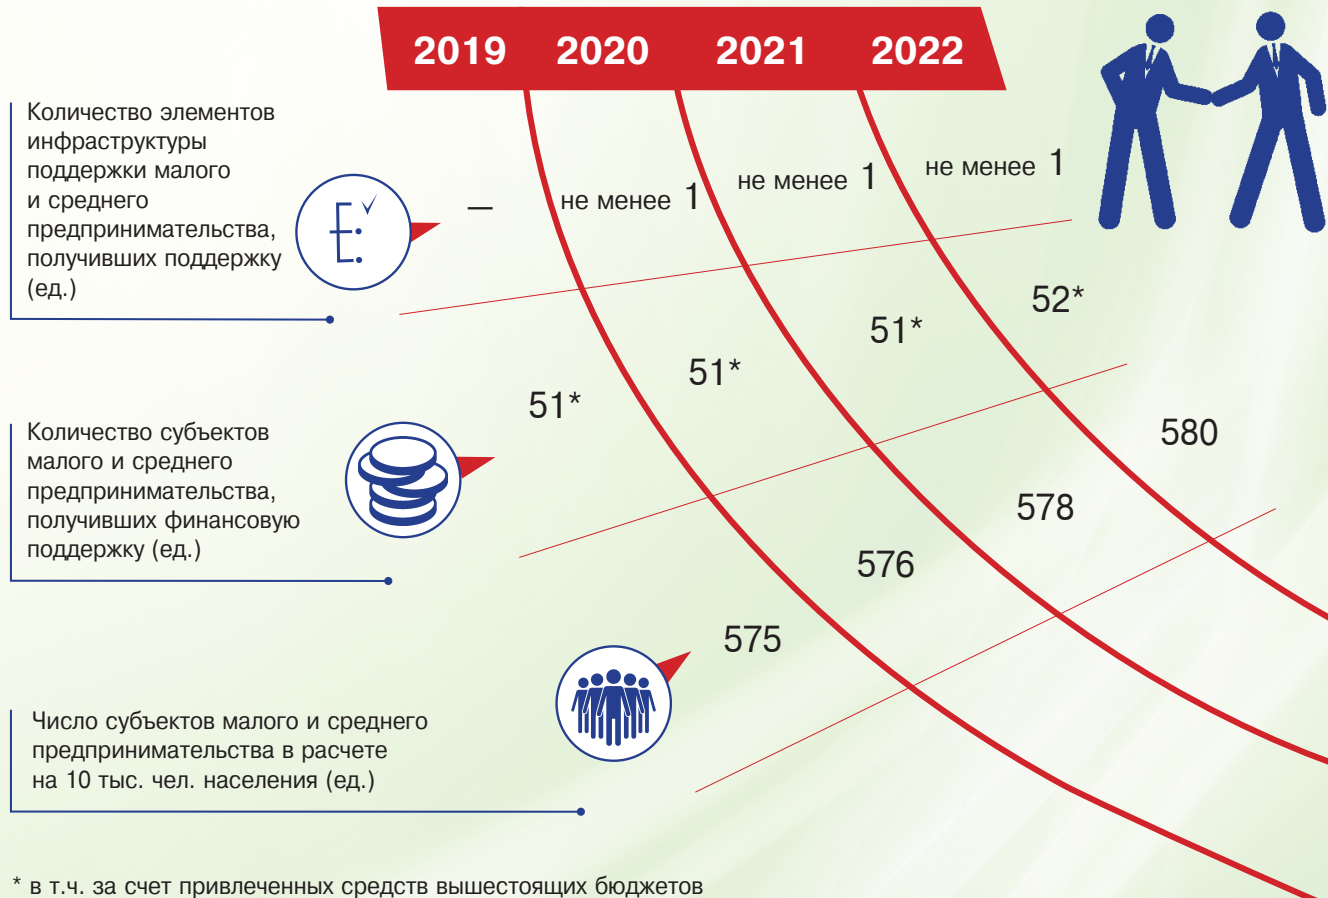 2019 2020 2021 2022
Количество элементов
инфраструктуры
поддержки малого
и среднего
предпринимательства,
получивших поддержку
(ед.)
– не менее 1 не менее 1 не менее 1
Количество субъектов
малого и среднего
предпринимательства,
получивших финансовую
поддержку (ед.)
51* 51* 51* 52*
Число субъектов малого и среднего
предпринимательства в расчете
на 10 тыс. чел. населения (ед.)
575 576 578 580
* в т.ч. за счет привлеченных средств вышестоящих бюджетов